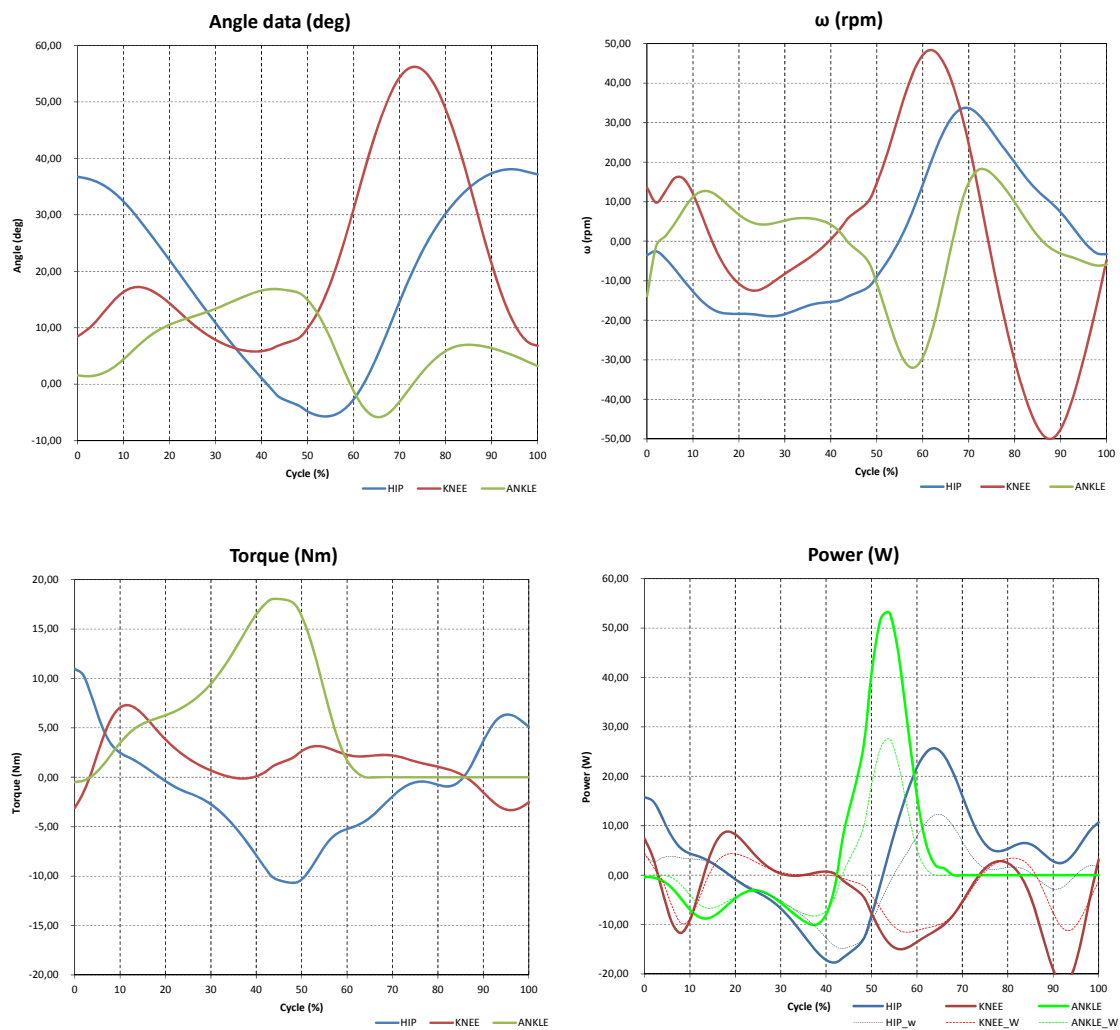 Angle data (deg)
60,00
50,00
40,00
30,00
20,00
10,00
0,00
-10,00
Angle (deg)
0 10 20 30 40 50 60 70 80 90 100
Cycle (%)
HIP KNEE ANKLE
ω (rpm)
50,00
40,00
30,00
20,00
10,00
0,00
-10,00
-20,00
-30,00
-40,00
-50,00
ω (rpm)
0 10 20 30 40 50 60 70 80 90 100
Cycle (%)
HIP KNEE ANKLE
Torque (Nm)
20,00
15,00
10,00
5,00
0,00
-5,00
-10,00
-15,00
-20,00
Torque (Nm)
0 10 20 30 40 50 60 70 80 90 100
Cycle (%)
HIP KNEE ANKLE
Power (W)
60,00
50,00
40,00
30,00
20,00
10,00
0,00
-10,00
-20,00
Power (W)
0 10 20 30 40 50 60 70 80 90 100
Cycle (%)
HIP KNEE ANKLE
HIP_w KNEE_W ANKLE_W